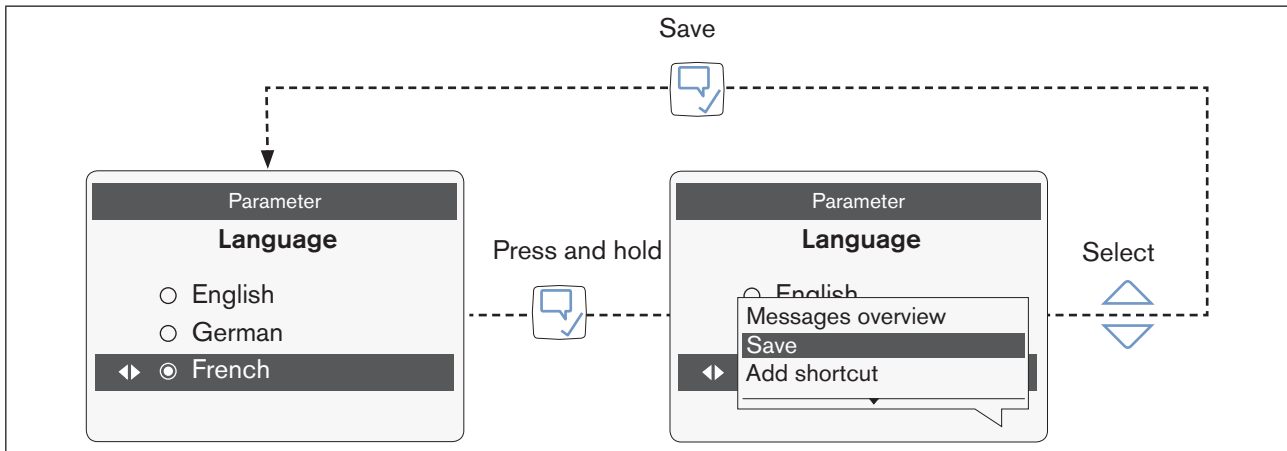 Save
Parameter
Language
English
German
French
Press and hold
Parameter
Language
English
Messages overview
Save
Add shortcut
Select